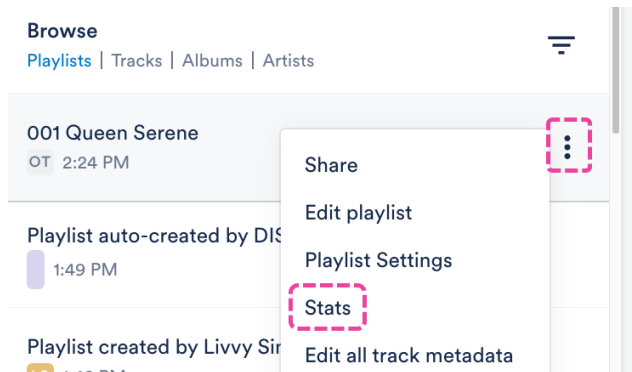 Browse
Playlists | Tracks | Albums | Artists
001 Queen Serene
OT 2:24 PM
Share
Edit playlist
Playlist auto-created by DIS
1:49 PM
Playlist Settings
Stats
Playlist created by Livvy Sir
Edit all track metadata